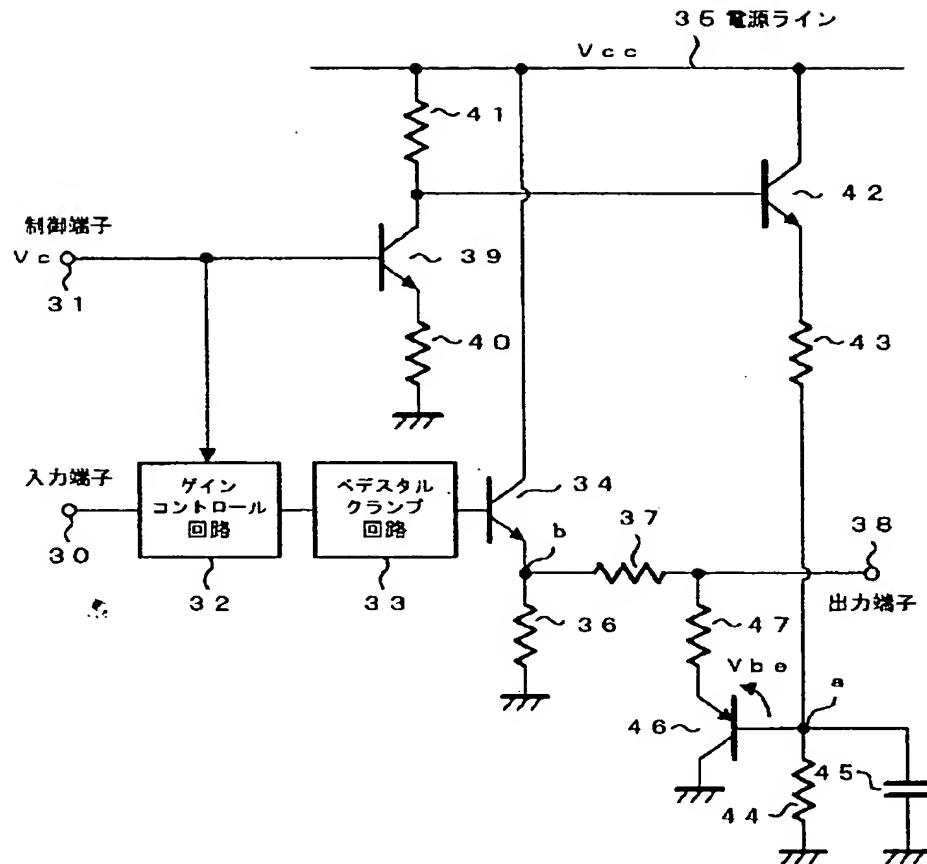 35 電源ライン
Vcc
41
42
制御端子
Vc
39
31
40
43
入力端子
ゲイン
コントロール
回路
ペデスタル
クランプ
回路
34
30
32
33
b
37
38
36
47
出力端子
Vbe
a
46
45
44